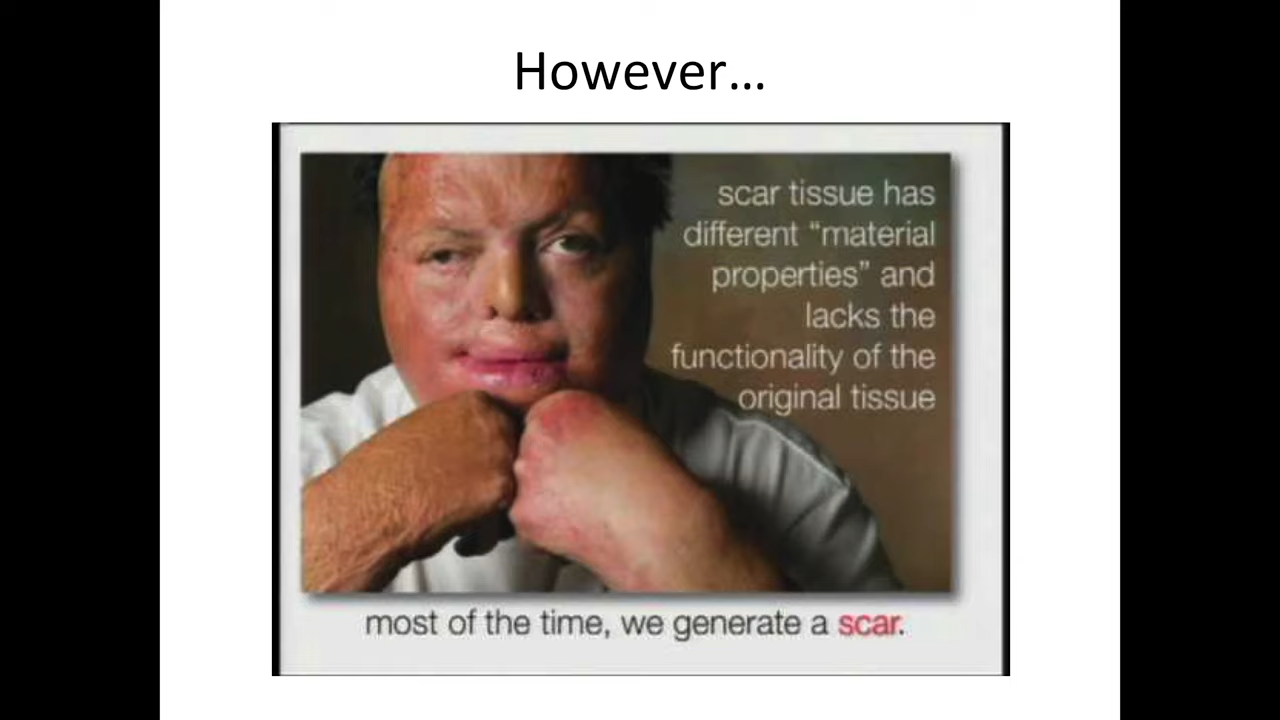 However…
scar tissue has
different “material
properties” and
lacks the
functionality of the
original tissue
most of the time, we generate a scar.